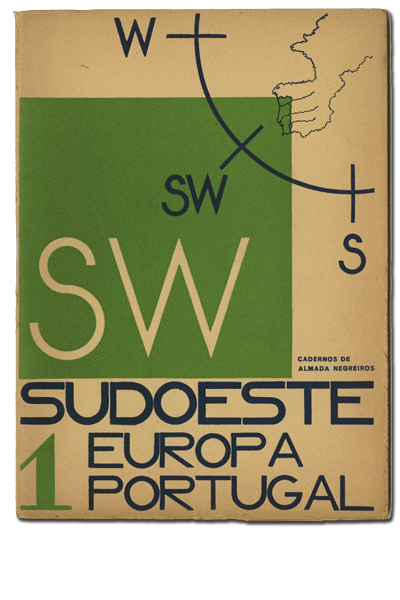 W
SW
S
SW
CADERNOS DE
ALMADA NEGREIROS
SUDOESTE
1 EUROPA
PORTUGAL